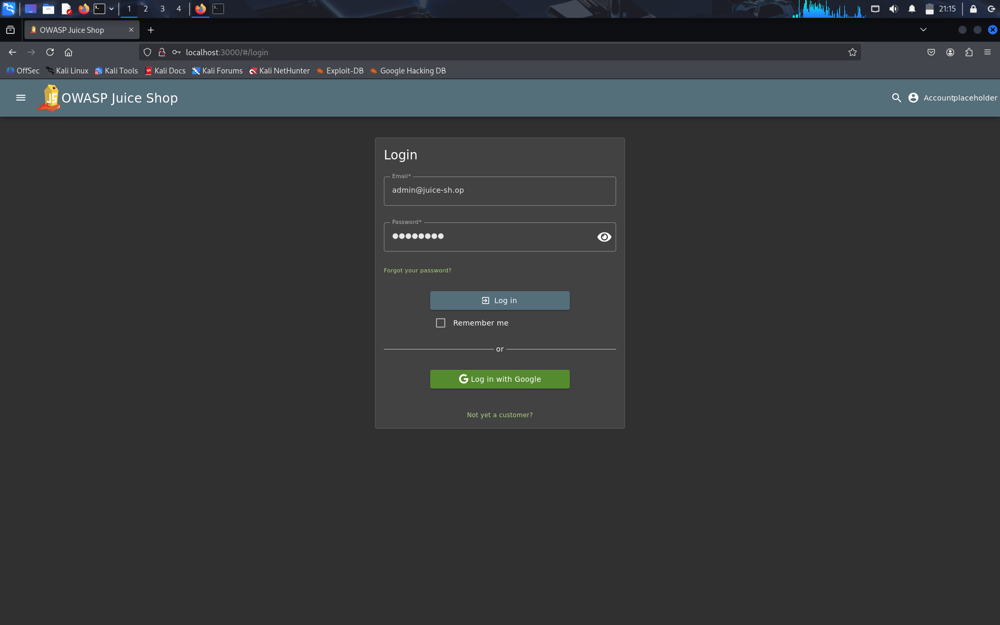 1 2 3 4 21:15
OWASP Juice Shop
localhost:3000/#/login
OffSec Kali Linux Kali Tools Kali Docs Kali Forums Kali NetHunter Exploit-DB Google Hacking DB
OWASP Juice Shop Accountplaceholder
Login
Email*
admin@juice-sh.op
Password*
Forgot your password?
Log in
Remember me
or
Log in with Google
Not yet a customer?